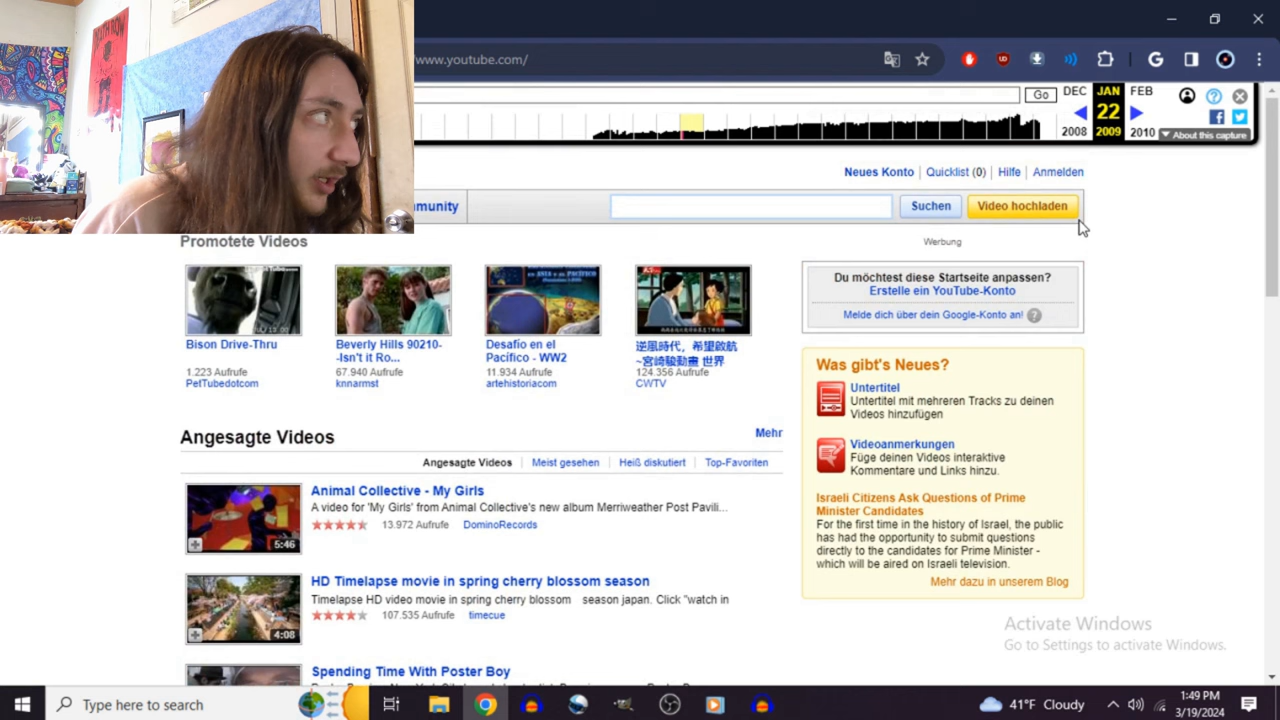 DEATH ROW
www.youtube.com/
Go
DEC JAN FEB
22
2008 2009 2010
About this capture
Neues Konto | Quicklist (0) | Hilfe | Anmelden
mmunity
Suchen
Video hochladen
Promotete Videos
Werbung
Bison Drive-Thru
1.223 Aufrufe
PetTubedotcom
Beverly Hills 90210-
-Isn't it Ro...
67.940 Aufrufe
knnarmst
Desafío en el
Pacífico - WW2
11.934 Aufrufe
artehistoriacom
逆風時代，希望啟航
~宮崎駿動畫 世界
124.356 Aufrufe
CWTV
Du möchtest diese Startseite anpassen?
Erstelle ein YouTube-Konto
Melde dich über dein Google-Konto an! ?
Was gibt's Neues?
Untertitel
Untertitel mit mehreren Tracks zu deinen
Videos hinzufügen
Videoanmerkungen
Füge deinen Videos interaktive
Kommentare und Links hinzu.
Israeli Citizens Ask Questions of Prime
Minister Candidates
For the first time in the history of Israel, the public
has had the opportunity to submit questions
directly to the candidates for Prime Minister -
which will be aired on Israeli television.
Mehr dazu in unserem Blog
Angesagte Videos
Mehr
Angesagte Videos | Meist gesehen | Heiß diskutiert | Top-Favoriten
5:46
Animal Collective - My Girls
A video for 'My Girls' from Animal Collective's new album Merriweather Post Pavili...
13.972 Aufrufe DominoRecords
4:08
HD Timelapse movie in spring cherry blossom season
Timelapse HD video movie in spring cherry blossom season japan. Click "watch in
107.535 Aufrufe timecue
Spending Time With Poster Boy
Activate Windows
Go to Settings to activate Windows.
Type here to search
41°F Cloudy
1:49 PM
3/19/2024